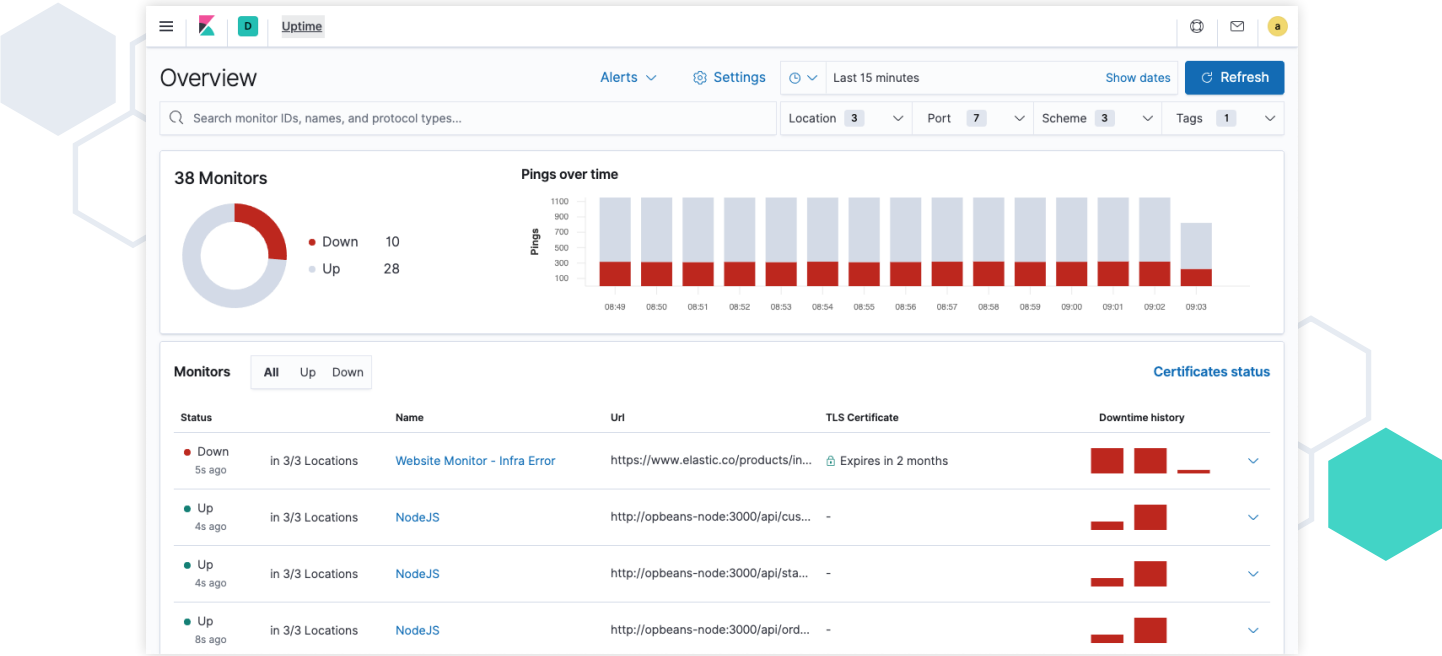 D Uptime a
Overview Alerts Settings Last 15 minutes Show dates Refresh
Search monitor IDs, names, and protocol types... Location 3 Port 7 Scheme 3 Tags 1
38 Monitors
Down 10
Up 28
Pings over time
Pings
1100
900
700
500
300
100
08:49 08:50 08:51 08:52 08:53 08:54 08:55 08:56 08:57 08:58 08:59 09:00 09:01 09:02 09:03
Monitors All Up Down Certificates status
Status Name Url TLS Certificate Downtime history
Down in 3/3 Locations Website Monitor - Infra Error https://www.elastic.co/products/in... Expires in 2 months
5s ago
Up in 3/3 Locations NodeJS http://opbeans-node:3000/api/cus... -
4s ago
Up in 3/3 Locations NodeJS http://opbeans-node:3000/api/sta... -
4s ago
Up in 3/3 Locations NodeJS http://opbeans-node:3000/api/ord... -
8s ago